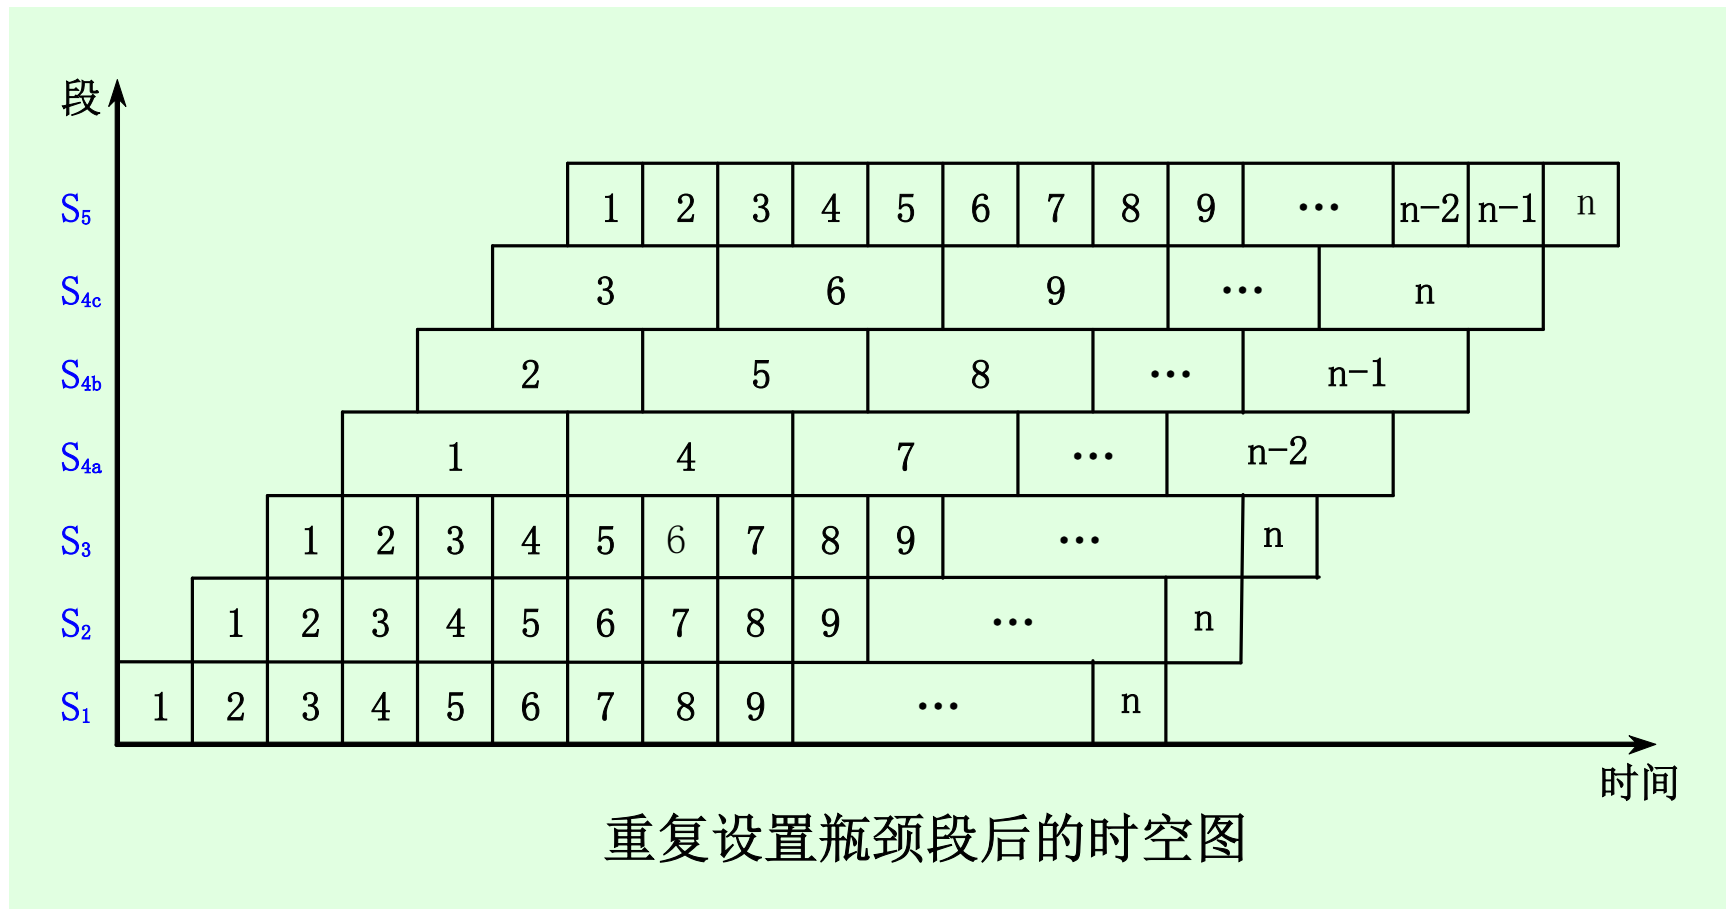 段
S5 1 2 3 4 5 6 7 8 9 ··· n-2 n-1 n
S4c 3 6 9 ··· n
S4b 2 5 8 ··· n-1
S4a 1 4 7 ··· n-2
S3 1 2 3 4 5 6 7 8 9 ··· n
S2 1 2 3 4 5 6 7 8 9 ··· n
S1 1 2 3 4 5 6 7 8 9 ··· n
时间
重复设置瓶颈段后的时空图